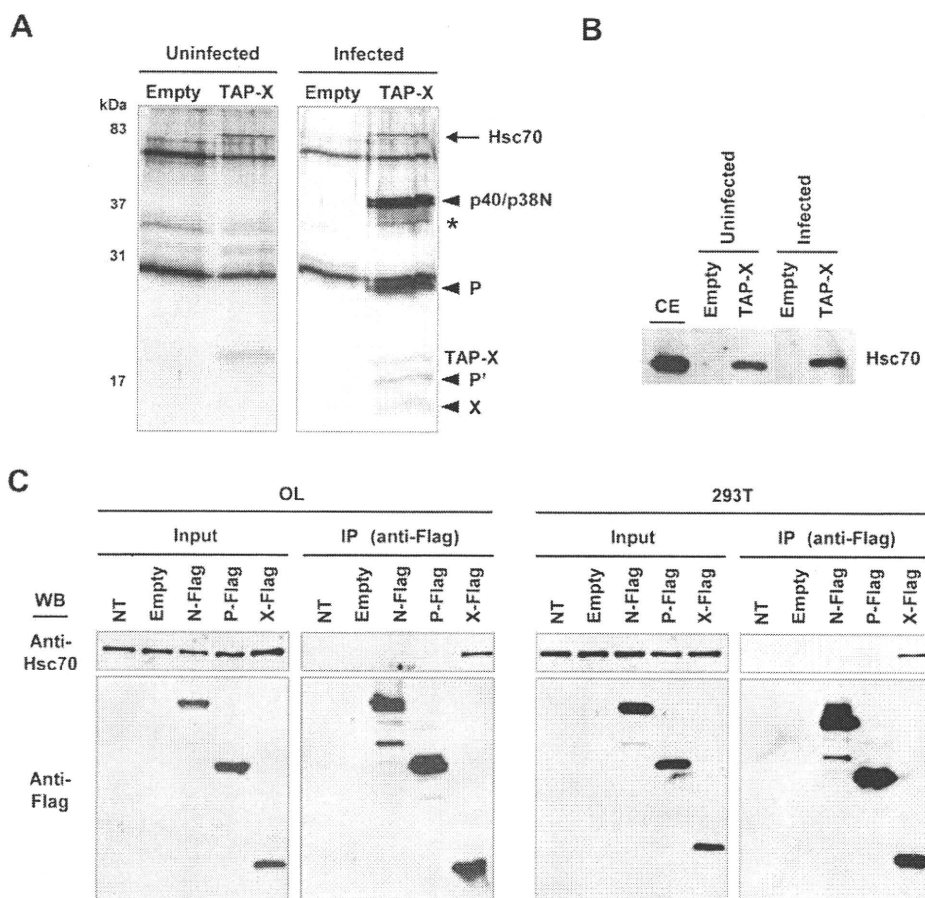 A
Uninfected
Infected
Empty
TAP-X
Empty
TAP-X
kDa
83
37
31
17
Hsc70
p40/p38N
*
P
TAP-X
P'
X
B
Uninfected
Infected
CE
Empty
TAP-X
Empty
TAP-X
Hsc70
C
OL
293T
Input
IP (anti-Flag)
Input
IP (anti-Flag)
WB
NT
Empty
N-Flag
P-Flag
X-Flag
NT
Empty
N-Flag
P-Flag
X-Flag
NT
Empty
N-Flag
P-Flag
X-Flag
NT
Empty
N-Flag
P-Flag
X-Flag
Anti-
Hsc70
Anti-
Flag